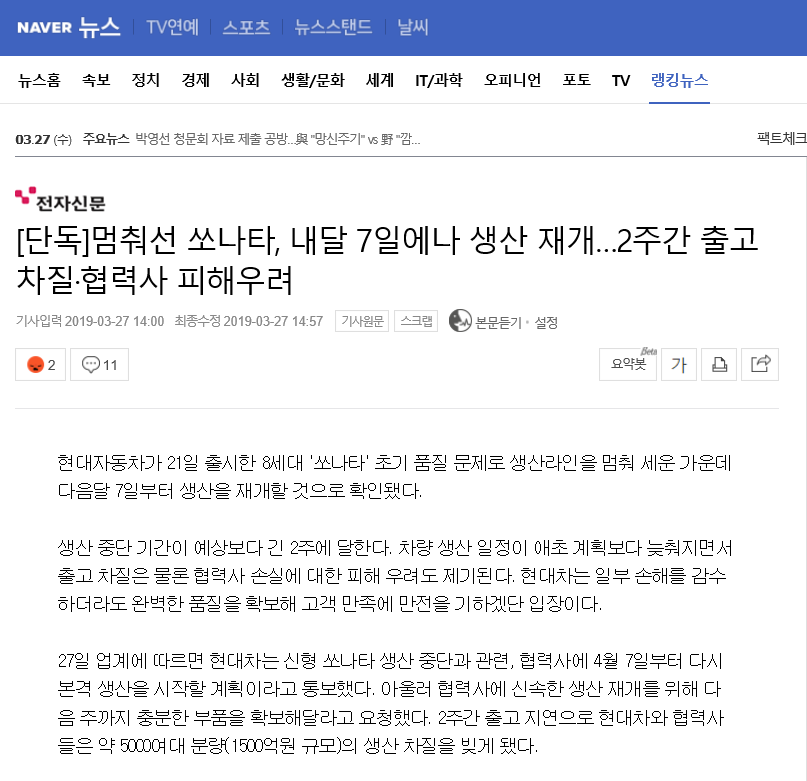 NAVER 뉴스 TV연예 스포츠 뉴스스탠드 날씨
뉴스홈 속보 정치 경제 사회 생활/문화 세계 IT/과학 오피니언 포토 TV 랭킹뉴스
03.27 (수) 주요뉴스 박영선 청문회 자료 제출 공방...與 "망신주기" vs 野 "깜... 팩트체크
전자신문
[단독]멈춰선 쏘나타, 내달 7일에나 생산 재개...2주간 출고
차질·협력사 피해우려
기사입력 2019-03-27 14:00 최종수정 2019-03-27 14:57 기사원문 스크랩 본문듣기 · 설정
2 11 요약봇 Beta 가
현대자동차가 21일 출시한 8세대 '쏘나타' 초기 품질 문제로 생산라인을 멈춰 세운 가운데
다음달 7일부터 생산을 재개할 것으로 확인됐다.
생산 중단 기간이 예상보다 긴 2주에 달한다. 차량 생산 일정이 애초 계획보다 늦춰지면서
출고 차질은 물론 협력사 손실에 대한 피해 우려도 제기된다. 현대차는 일부 손해를 감수
하더라도 완벽한 품질을 확보해 고객 만족에 만전을 기하겠단 입장이다.
27일 업계에 따르면 현대차는 신형 쏘나타 생산 중단과 관련, 협력사에 4월 7일부터 다시
본격 생산을 시작할 계획이라고 통보했다. 아울러 협력사에 신속한 생산 재개를 위해 다
음 주까지 충분한 부품을 확보해달라고 요청했다. 2주간 출고 지연으로 현대차와 협력사
들은 약 5000여대 분량(1500억원 규모)의 생산 차질을 빚게 됐다.